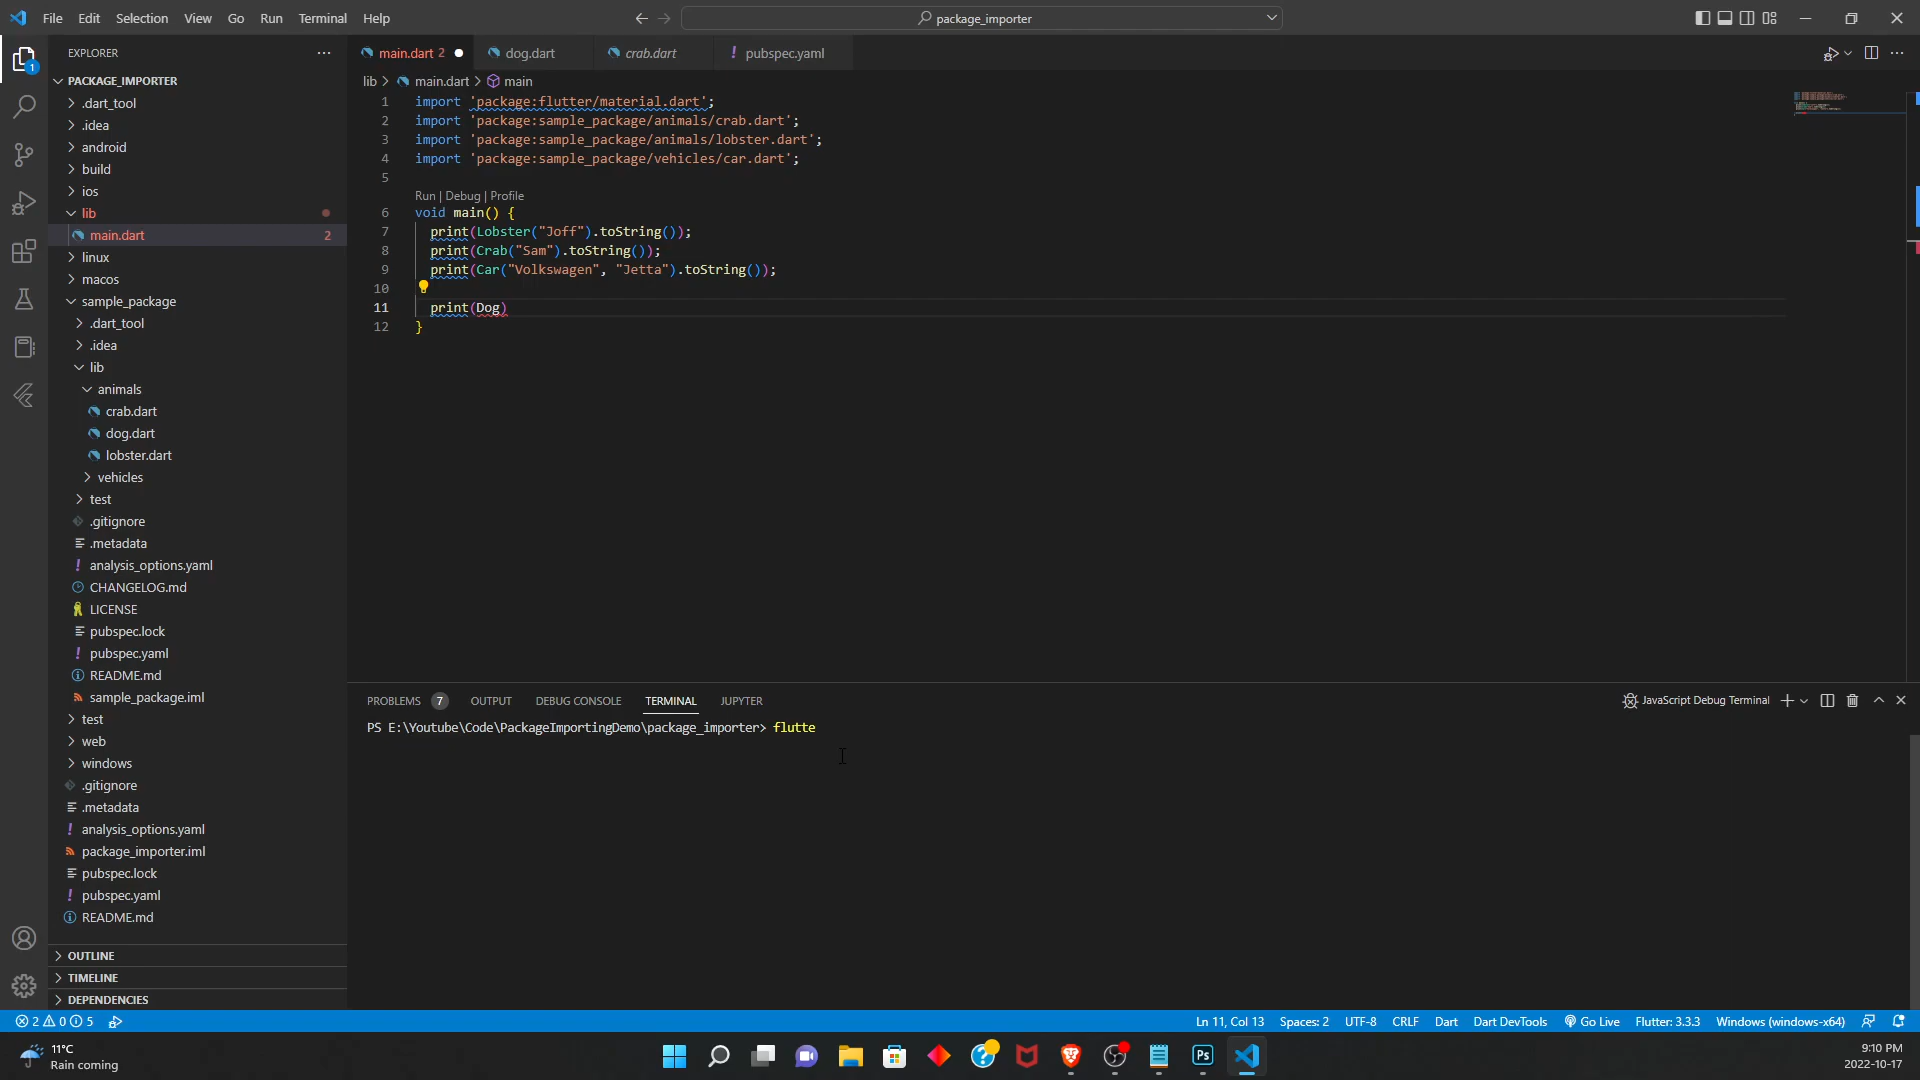 File Edit Selection View Go Run Terminal Help
package_importer
EXPLORER
main.dart 2
dog.dart
crab.dart
! pubspec.yaml
1
PACKAGE_IMPORTER
.dart_tool
.idea
android
build
ios
lib
main.dart 2
linux
macos
sample_package
.dart_tool
.idea
lib
animals
crab.dart
dog.dart
lobster.dart
vehicles
test
.gitignore
.metadata
! analysis_options.yaml
CHANGELOG.md
LICENSE
pubspec.lock
! pubspec.yaml
README.md
sample_package.iml
test
web
windows
.gitignore
.metadata
! analysis_options.yaml
package_importer.iml
pubspec.lock
! pubspec.yaml
README.md
OUTLINE
TIMELINE
DEPENDENCIES
lib > main.dart > main
1 import 'package:flutter/material.dart';
2 import 'package:sample_package/animals/crab.dart';
3 import 'package:sample_package/animals/lobster.dart';
4 import 'package:sample_package/vehicles/car.dart';
5
Run | Debug | Profile
6 void main() {
7 print(Lobster("Joff").toString());
8 print(Crab("Sam").toString());
9 print(Car("Volkswagen", "Jetta").toString());
10
11 print(Dog)
12 }
PROBLEMS 7 OUTPUT DEBUG CONSOLE TERMINAL JUPYTER
JavaScript Debug Terminal
PS E:\Youtube\Code\PackageImportingDemo\package_importer> flutte
2 0 5
Ln 11, Col 13 Spaces: 2 UTF-8 CRLF Dart Dart DevTools Go Live Flutter: 3.3.3 Windows (windows-x64)
11°C
Rain coming
Ps
9:10 PM
2022-10-17